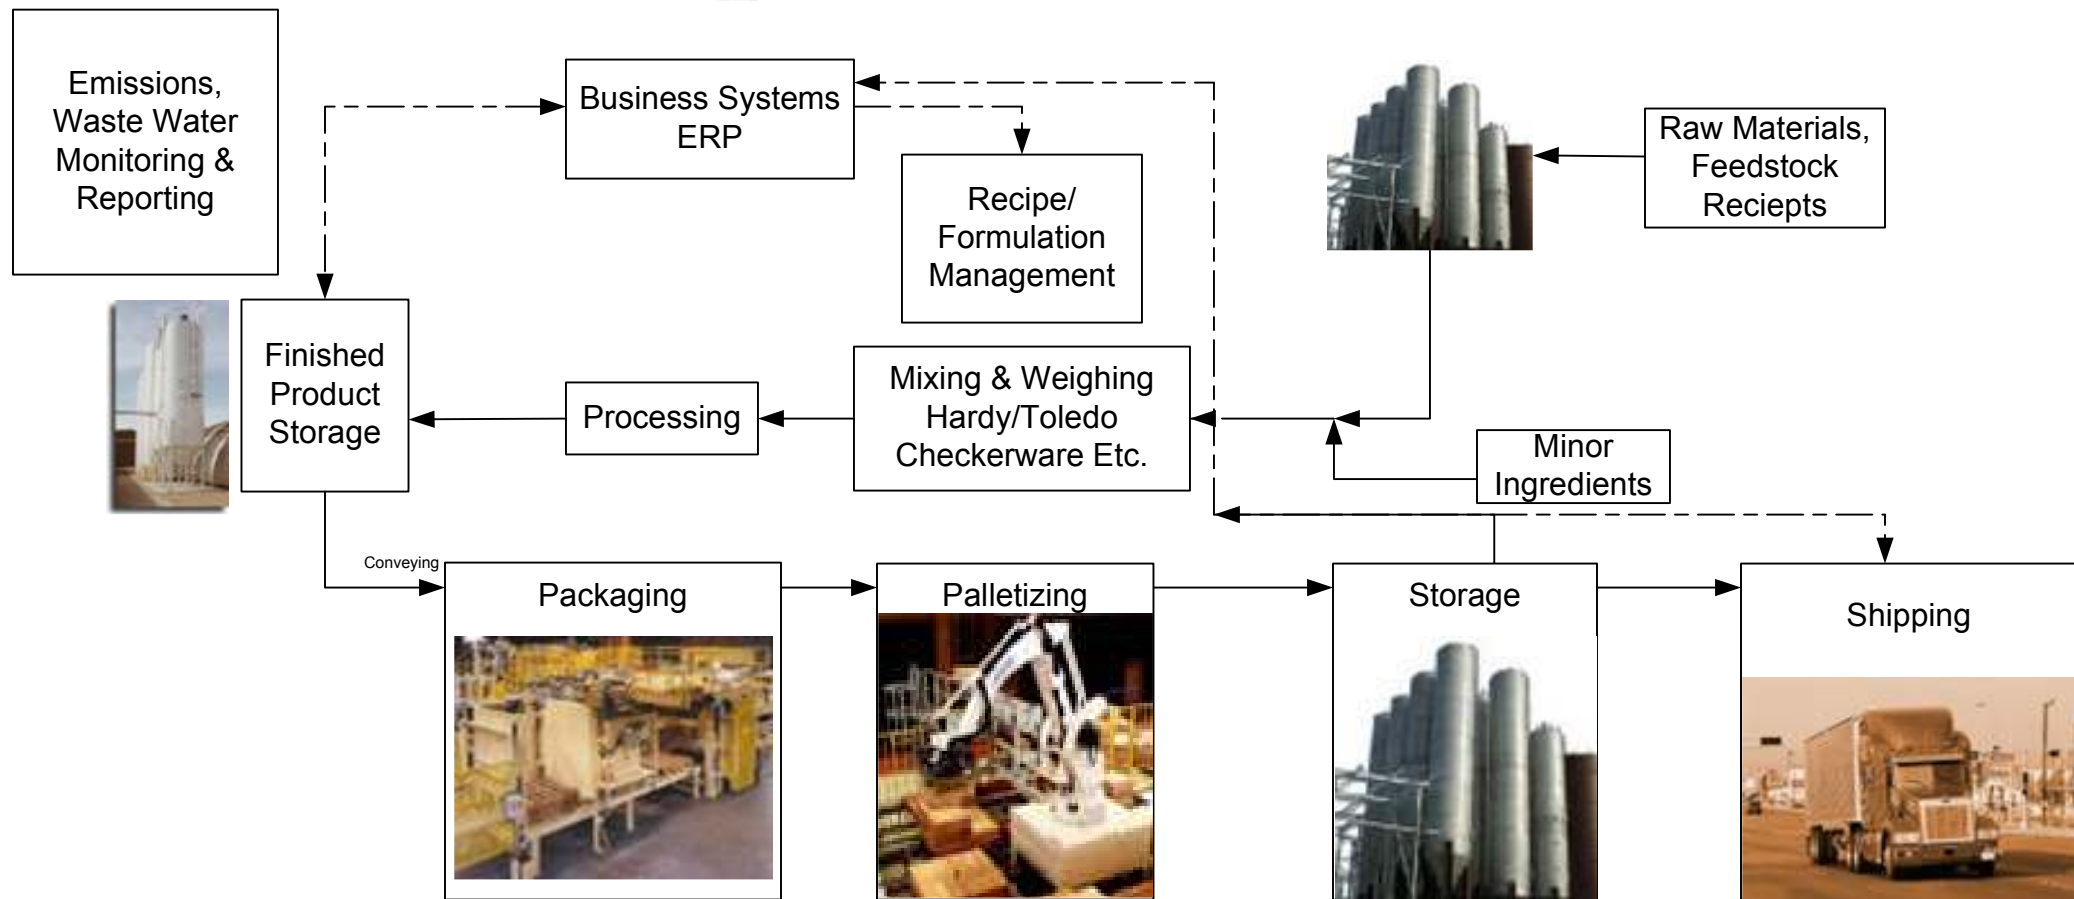 Emissions,
Waste Water
Monitoring &
Reporting
Business Systems
ERP
Recipe/
Formulation
Management
Raw Materials,
Feedstock
Reciepts
Finished
Product
Storage
Processing
Mixing & Weighing
Hardy/Toledo
Checkerware Etc.
Minor
Ingredients
Conveying
Packaging
Palletizing
Storage
Shipping